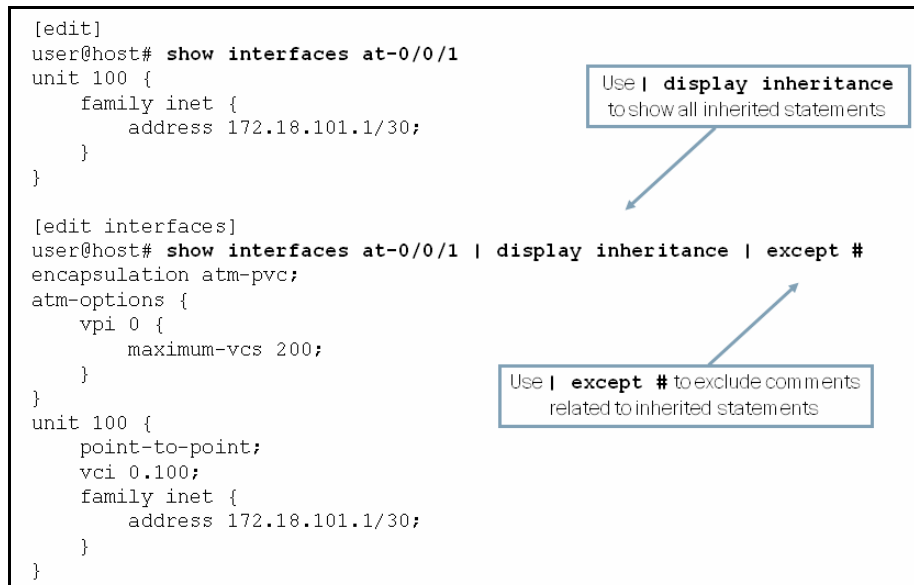 [edit]
user@host# show interfaces at-0/0/1
unit 100 {
    family inet {
        address 172.18.101.1/30;
    }
}
Use | display inheritance
to show all inherited statements
[edit interfaces]
user@host# show interfaces at-0/0/1 | display inheritance | except #
encapsulation atm-pvc;
atm-options {
    vpi 0 {
        maximum-vcs 200;
    }
}
Use | except # to exclude comments
related to inherited statements
unit 100 {
    point-to-point;
    vci 0.100;
    family inet {
        address 172.18.101.1/30;
    }
}